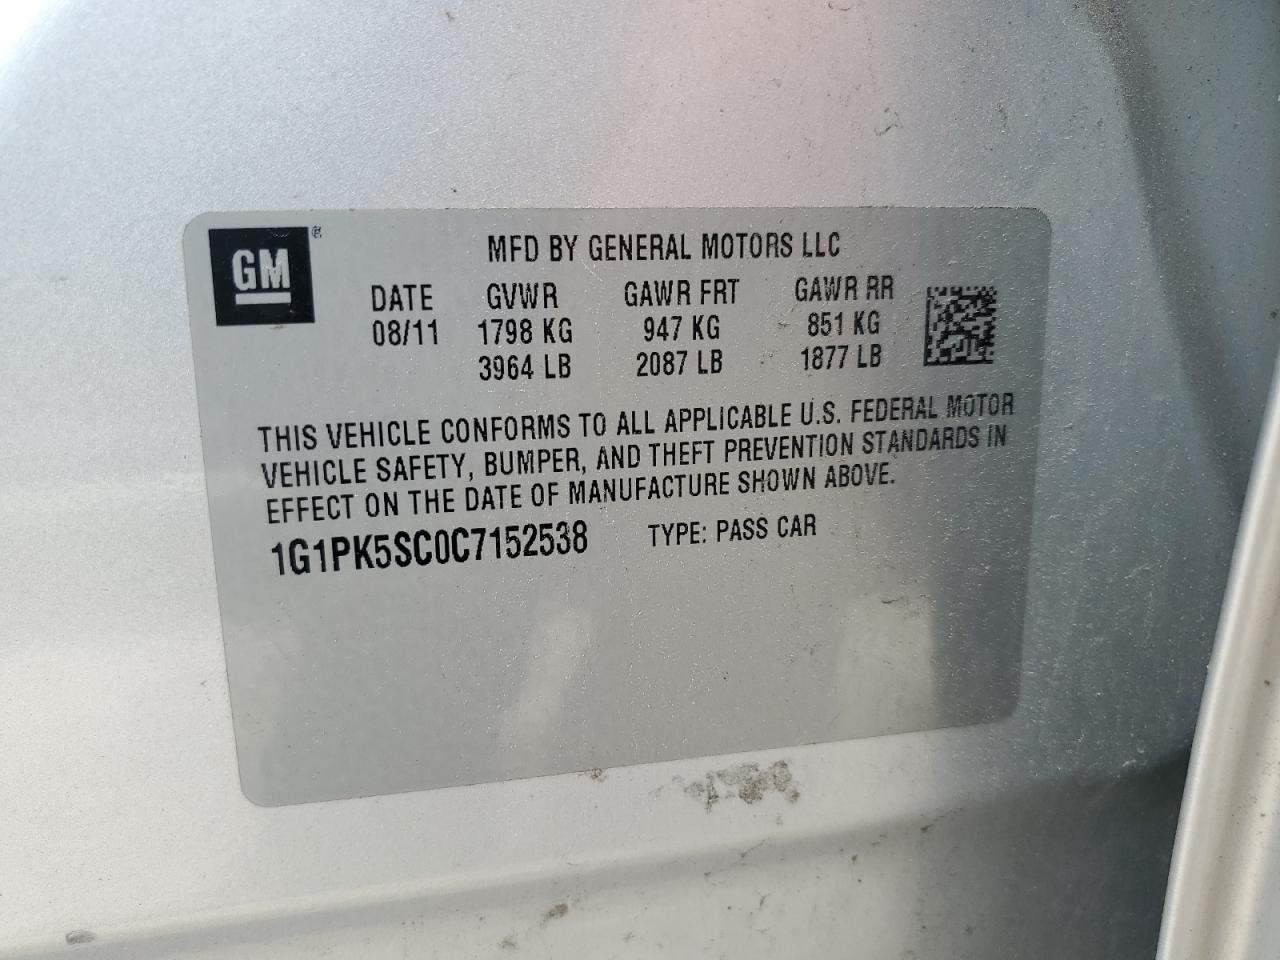 GM ®
MFD BY GENERAL MOTORS LLC
DATE GVWR GAWR FRT GAWR RR
08/11 1798 KG 947 KG 851 KG
3964 LB 2087 LB 1877 LB
THIS VEHICLE CONFORMS TO ALL APPLICABLE U.S. FEDERAL MOTOR
VEHICLE SAFETY, BUMPER, AND THEFT PREVENTION STANDARDS IN
EFFECT ON THE DATE OF MANUFACTURE SHOWN ABOVE.
1G1PK5SC0C7152538 TYPE: PASS CAR